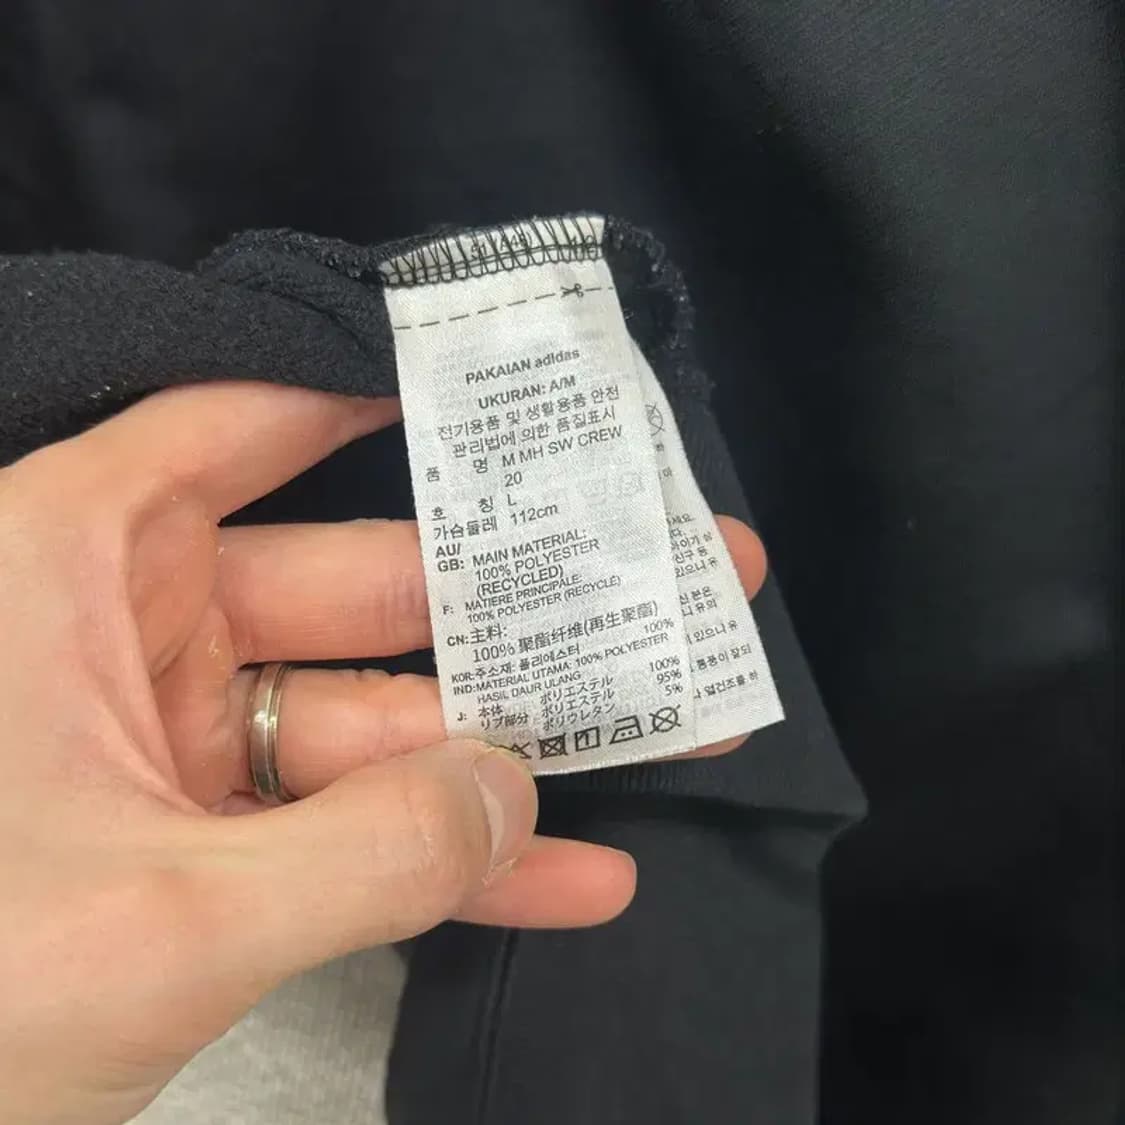 PAKAIAN adidas
UKURAN: A/M
전기용품 및 생활용품 안전
관리법에 의한 품질표시
품 명 M MH SW CREW
20
호 칭 L
가슴둘레 112cm
AU/
GB: MAIN MATERIAL:
100% POLYESTER
(RECYCLED)
F: MATIERE PRINCIPALE:
100% POLYESTER (RECYCLE)
CN: 主料:
100% 聚酯纤维(再生聚酯)
KOR: 주소재: 폴리에스터 100%
IND: MATERIAL UTAMA: 100% POLYESTER
HASIL DAUR ULANG
J: 本体 ポリエステル 100%
リブ部分 ポリエステル 95%
ポリウレタン 5%